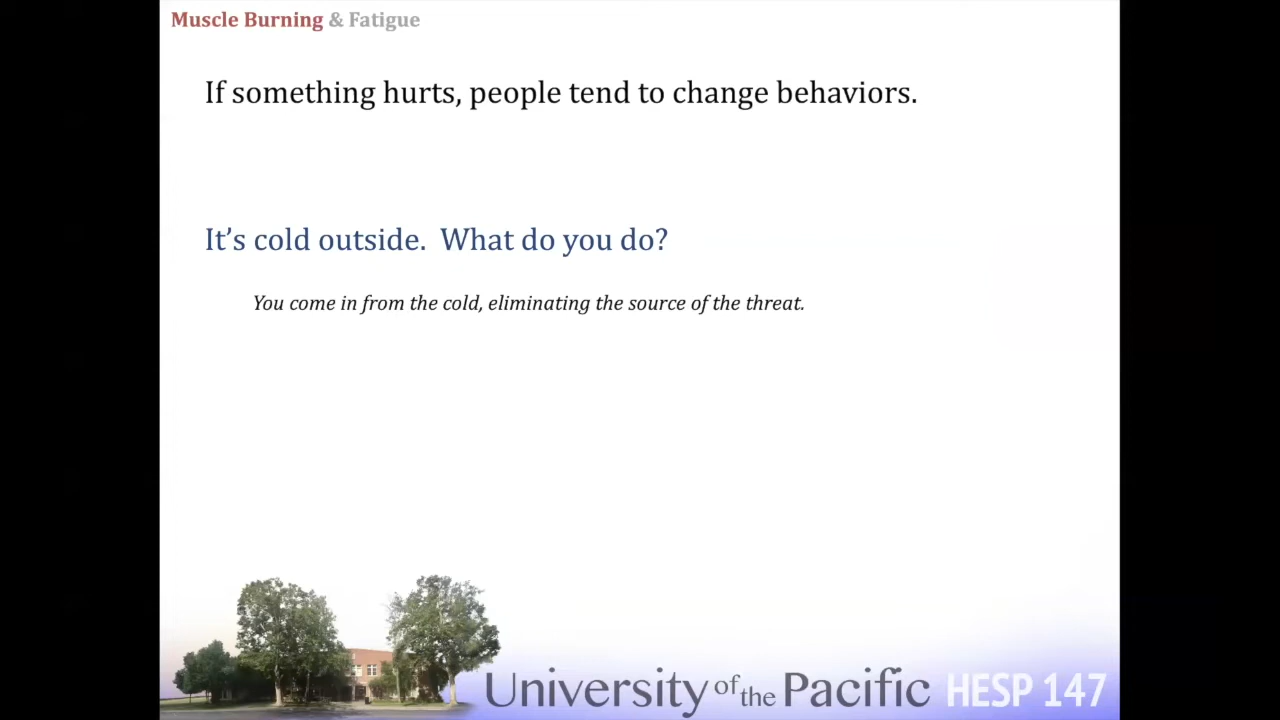 Muscle Burning & Fatigue
If something hurts, people tend to change behaviors.
It’s cold outside.  What do you do?
You come in from the cold, eliminating the source of the threat.
University of the Pacific HESP 147